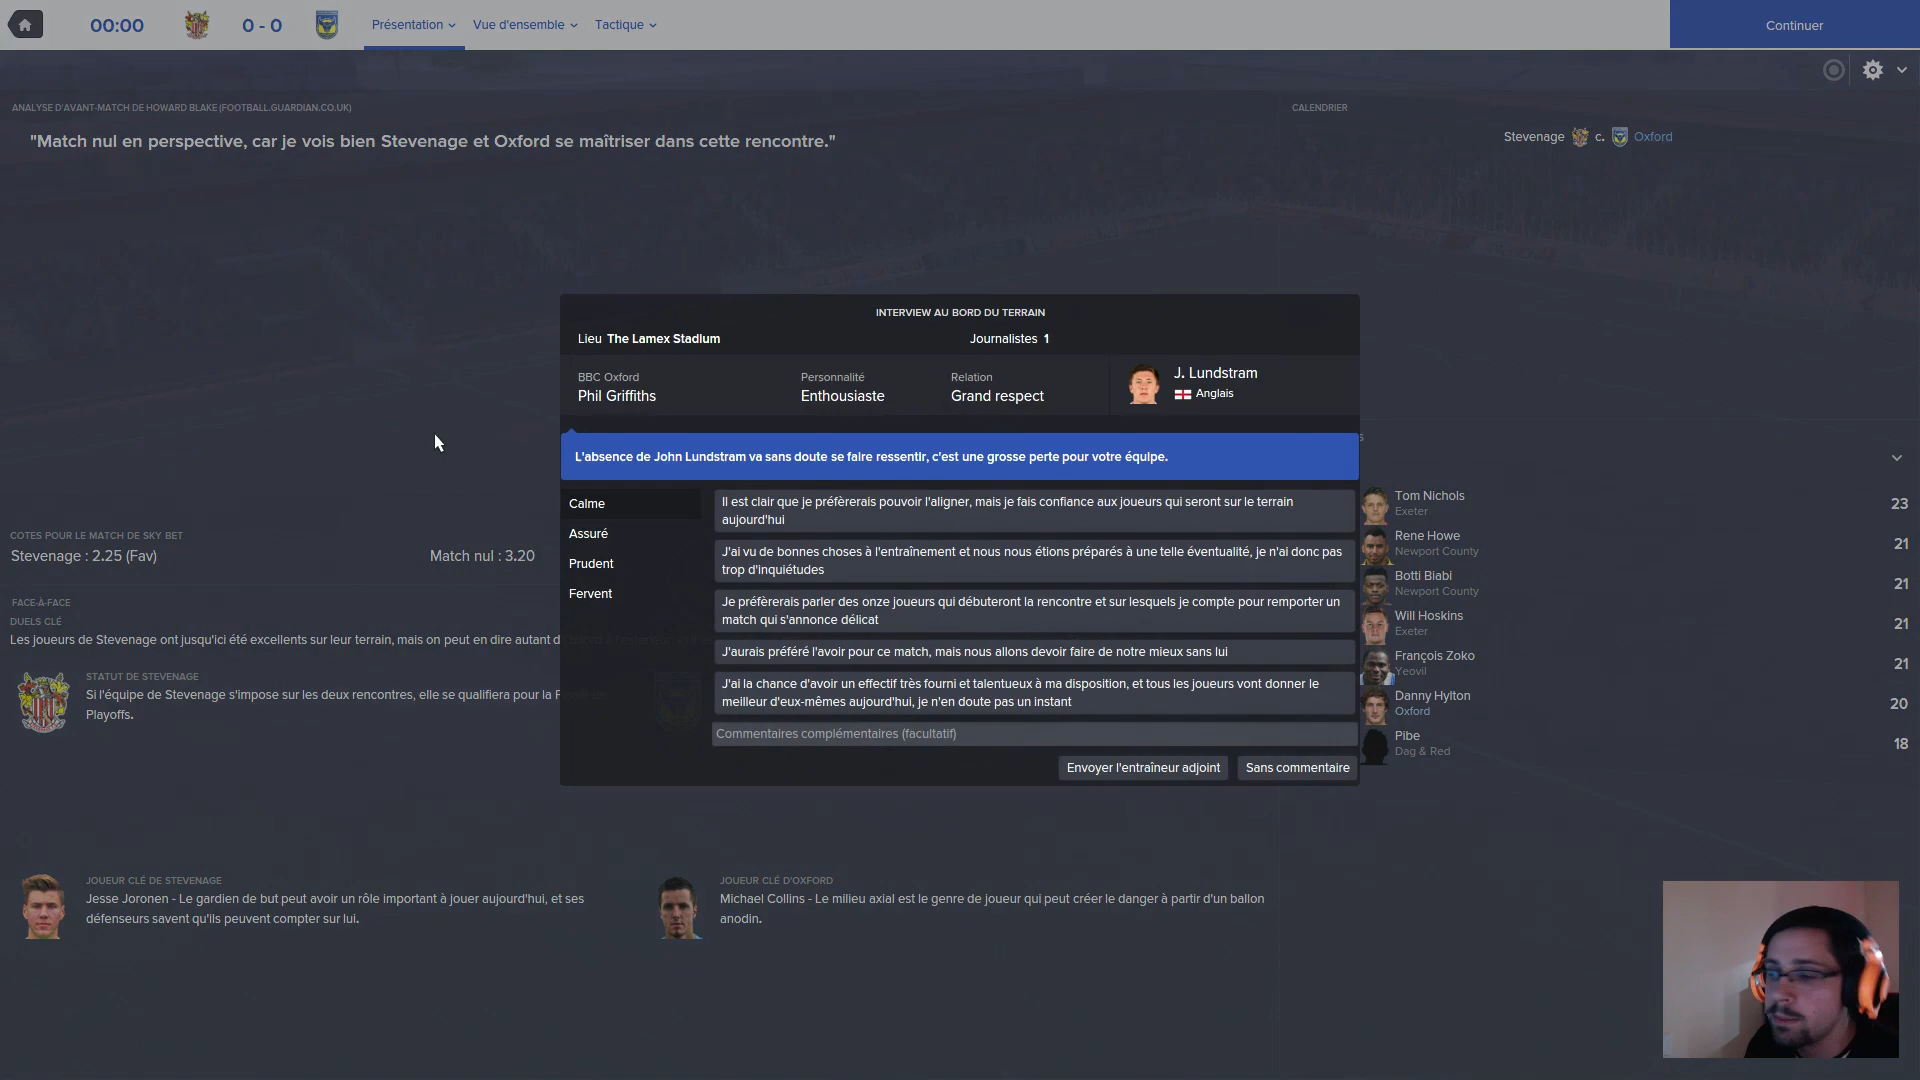 00:00
0 - 0
Présentation
Vue d'ensemble
Tactique
Continuer
ANALYSE D'AVANT-MATCH DE HOWARD BLAKE (FOOTBALL.GUARDIAN.CO.UK)
"Match nul en perspective, car je vois bien Stevenage et Oxford se maîtriser dans cette rencontre."
CALENDRIER
Stevenage c. Oxford
INTERVIEW AU BORD DU TERRAIN
Lieu The Lamex Stadium
Journalistes 1
BBC Oxford
Phil Griffiths
Personnalité
Enthousiaste
Relation
Grand respect
J. Lundstram
Anglais
L'absence de John Lundstram va sans doute se faire ressentir, c'est une grosse perte pour votre équipe.
Calme
Assuré
Prudent
Fervent
Il est clair que je préfèrerais pouvoir l'aligner, mais je fais confiance aux joueurs qui seront sur le terrain
aujourd'hui
J'ai vu de bonnes choses à l'entraînement et nous nous étions préparés à une telle éventualité, je n'ai donc pas
trop d'inquiétudes
Je préfèrerais parler des onze joueurs qui débuteront la rencontre et sur lesquels je compte pour remporter un
match qui s'annonce délicat
J'aurais préféré l'avoir pour ce match, mais nous allons devoir faire de notre mieux sans lui
J'ai la chance d'avoir un effectif très fourni et talentueux à ma disposition, et tous les joueurs vont donner le
meilleur d'eux-mêmes aujourd'hui, je n'en doute pas un instant
Commentaires complémentaires (facultatif)
Envoyer l'entraîneur adjoint
Sans commentaire
COTES POUR LE MATCH DE SKY BET
Stevenage : 2.25 (Fav)
Match nul : 3.20
FACE-À-FACE
DUELS CLÉ
Les joueurs de Stevenage ont jusqu'ici été excellents sur leur terrain, mais on peut en dire autant
STATUT DE STEVENAGE
Si l'équipe de Stevenage s'impose sur les deux rencontres, elle se qualifiera pour la
Playoffs.
Tom Nichols
Exeter
23
Rene Howe
Newport County
21
Botti Biabi
Newport County
21
Will Hoskins
Exeter
21
François Zoko
Yeovil
21
Danny Hylton
Oxford
20
Pibe
Dag & Red
18
JOUEUR CLÉ DE STEVENAGE
Jesse Joronen - Le gardien de but peut avoir un rôle important à jouer aujourd'hui, et ses
défenseurs savent qu'ils peuvent compter sur lui.
JOUEUR CLÉ D'OXFORD
Michael Collins - Le milieu axial est le genre de joueur qui peut créer le danger à partir d'un ballon
anodin.